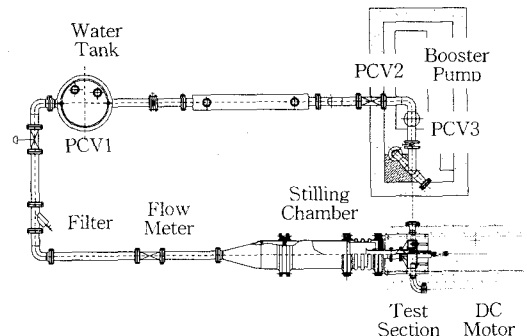 Water
Tank
PCV2
Booster
Pump
PCV3
PCV1
Filter
Flow
Meter
Stilling
Chamber
Test
Section
DC
Motor